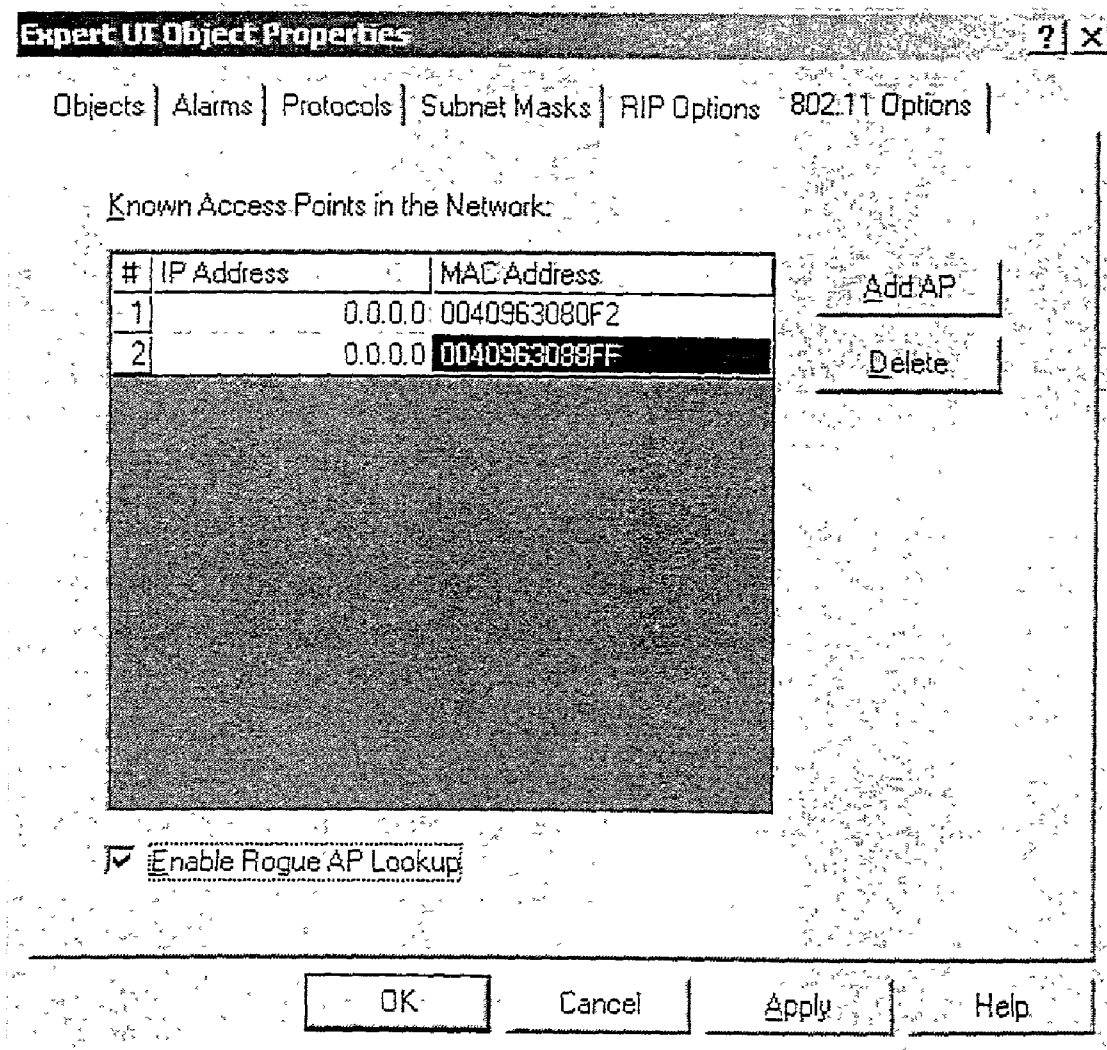 Expert UI Object Properties ? X
Objects Alarms Protocols Subnet Masks RIP Options 802.11 Options
Known Access Points in the Network:
# IP Address MAC Address
1 0.0.0.0 0040963080F2
2 0.0.0.0 0040963089FF
Add AP
Delete
Enable Rogue AP Lookup
OK Cancel Apply Help